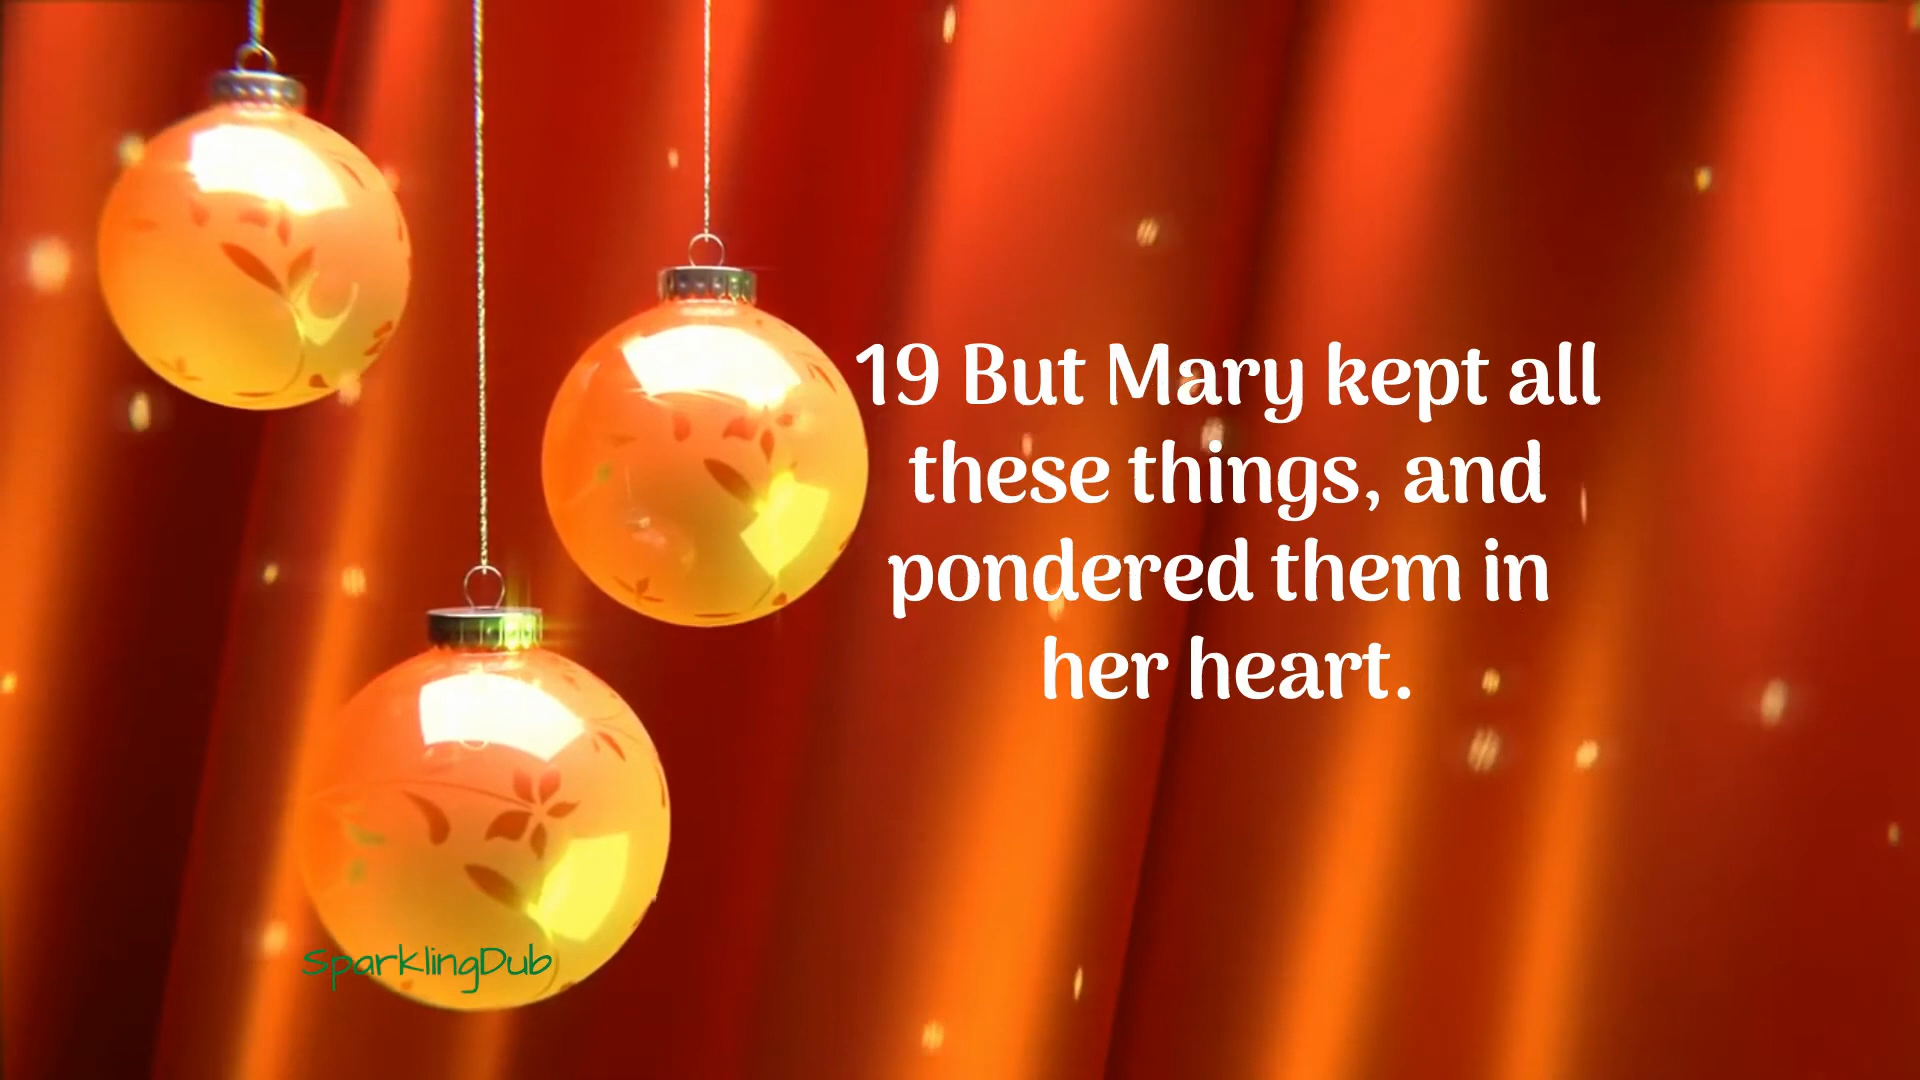 19 But Mary kept all
these things, and
pondered them in
her heart.
SparklingDub